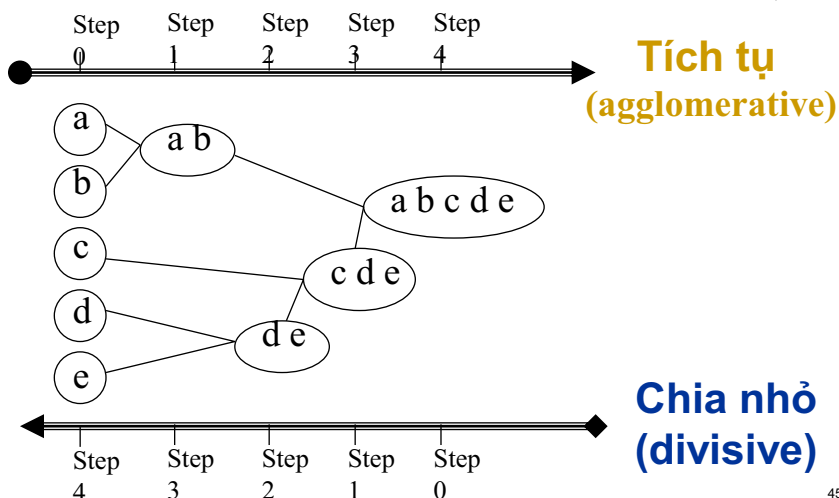 Step Step Step Step Step
0 1 2 3 4
Tích tụ
(agglomerative)
a
a b
b
a b c d e
c
c d e
d
d e
e
Chia nhỏ
(divisive)
Step Step Step Step Step
4 3 2 1 0
45